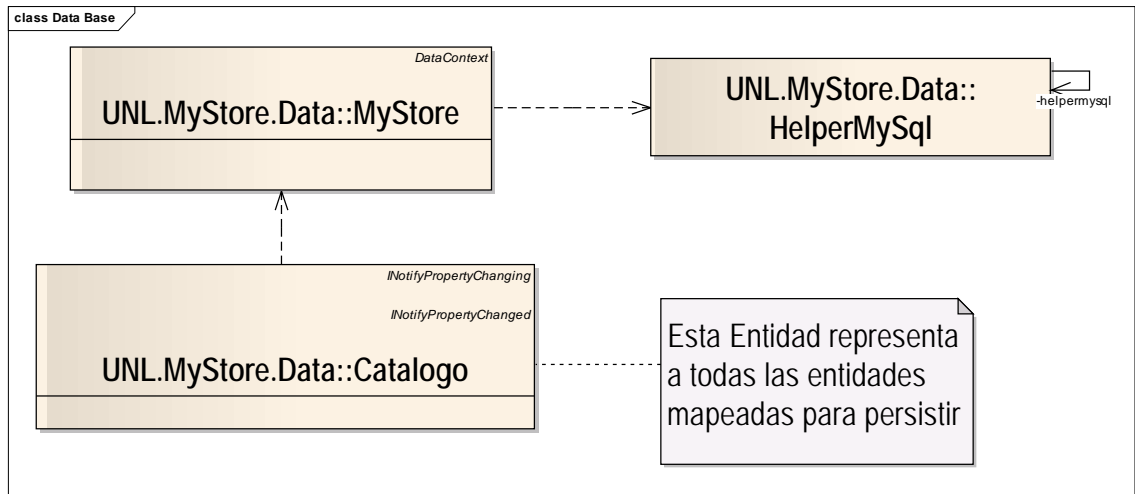 class Data Base
DataContext
UNL.MyStore.Data::MyStore
UNL.MyStore.Data::
HelperMySql
-helpermysql
INotifyPropertyChanging
INotifyPropertyChanged
UNL.MyStore.Data::Catalogo
Esta Entidad representa
a todas las entidades
mapeadas para persistir